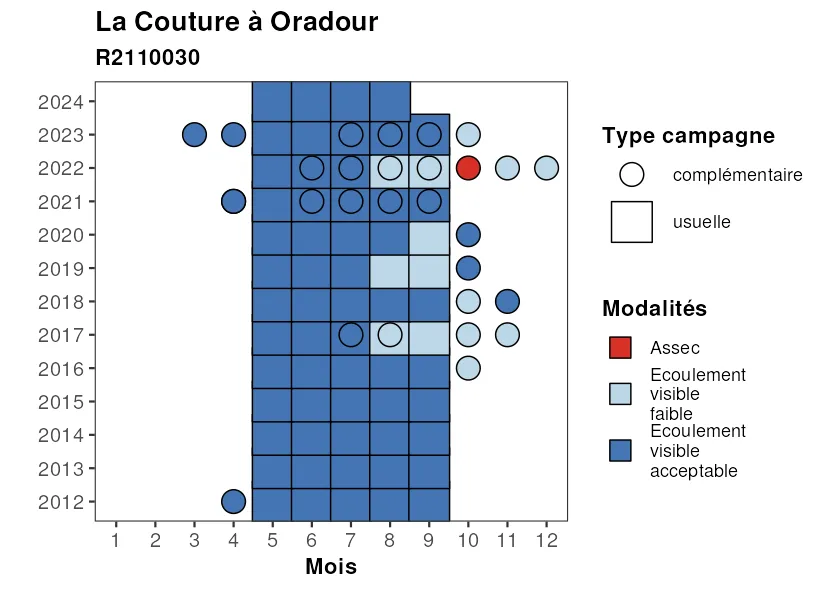 La Couture à Oradour
R2110030
2024
2023
2022
2021
2020
2019
2018
2017
2016
2015
2014
2013
2012
1 2 3 4 5 6 7 8 9 10 11 12
Mois
Type campagne
complémentaire
usuelle
Modalités
Assec
Ecoulement
visible
faible
Ecoulement
visible
acceptable